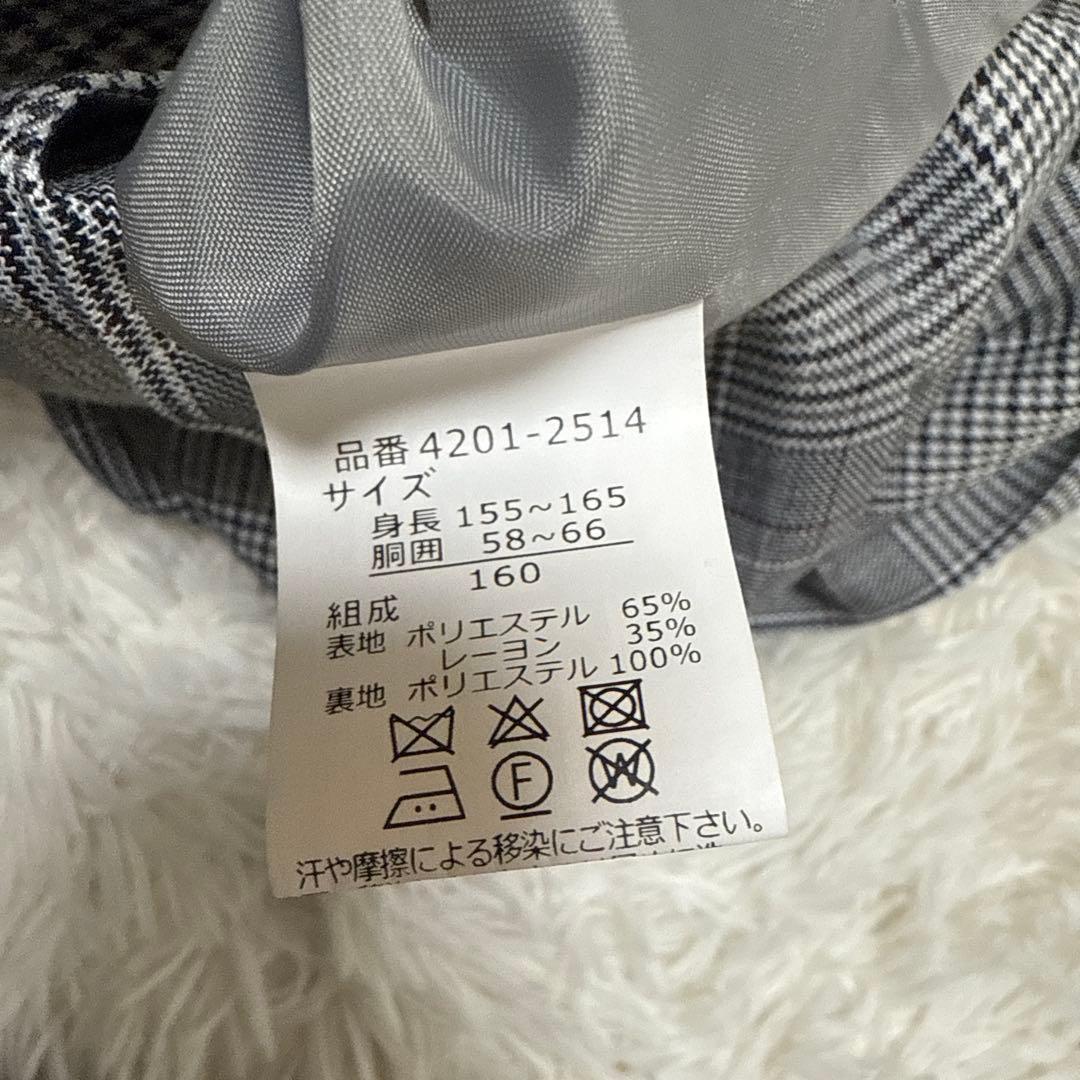 品番 4201-2514
サイズ
身長 155~165
胴囲 58~66
160
組成
表地 ポリエステル 65%
レーヨン 35%
裏地 ポリエステル 100%
F W
汗や摩擦による移染にご注意下さい。